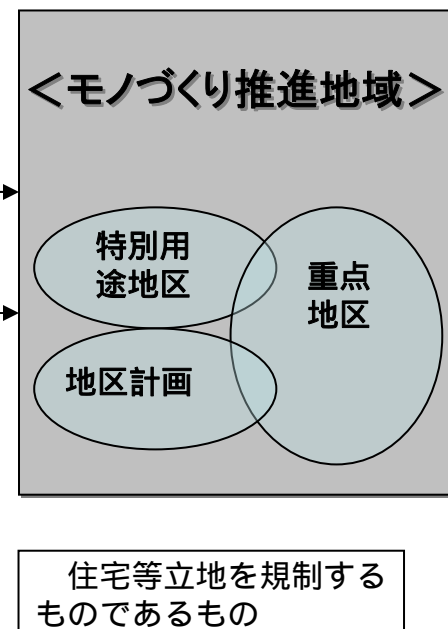 ＜モノづくり推進地域＞
特別用
途地区
重点
地区
地区計画
住宅等立地を規制する
ものであるもの